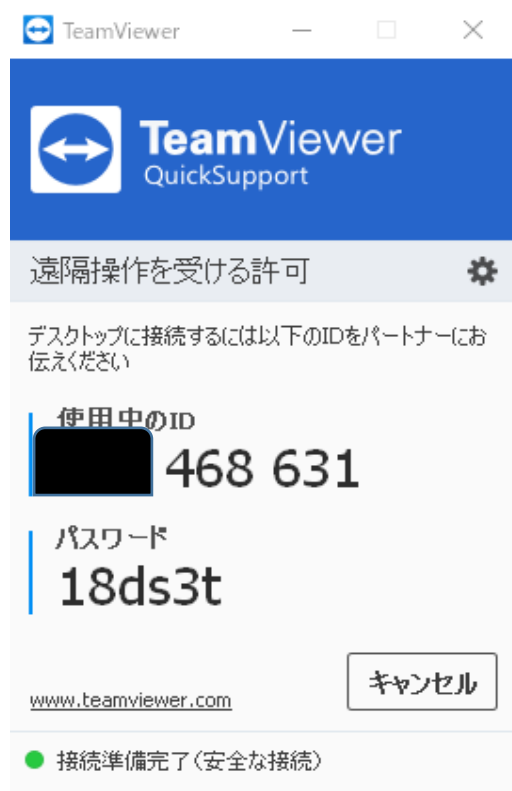 TeamViewer
TeamViewer
QuickSupport
遠隔操作を受ける許可
デスクトップに接続するには以下のIDをパートナーにお
伝えください
使用中のID
468 631
パスワード
18ds3t
www.teamviewer.com
キャンセル
接続準備完了(安全な接続)